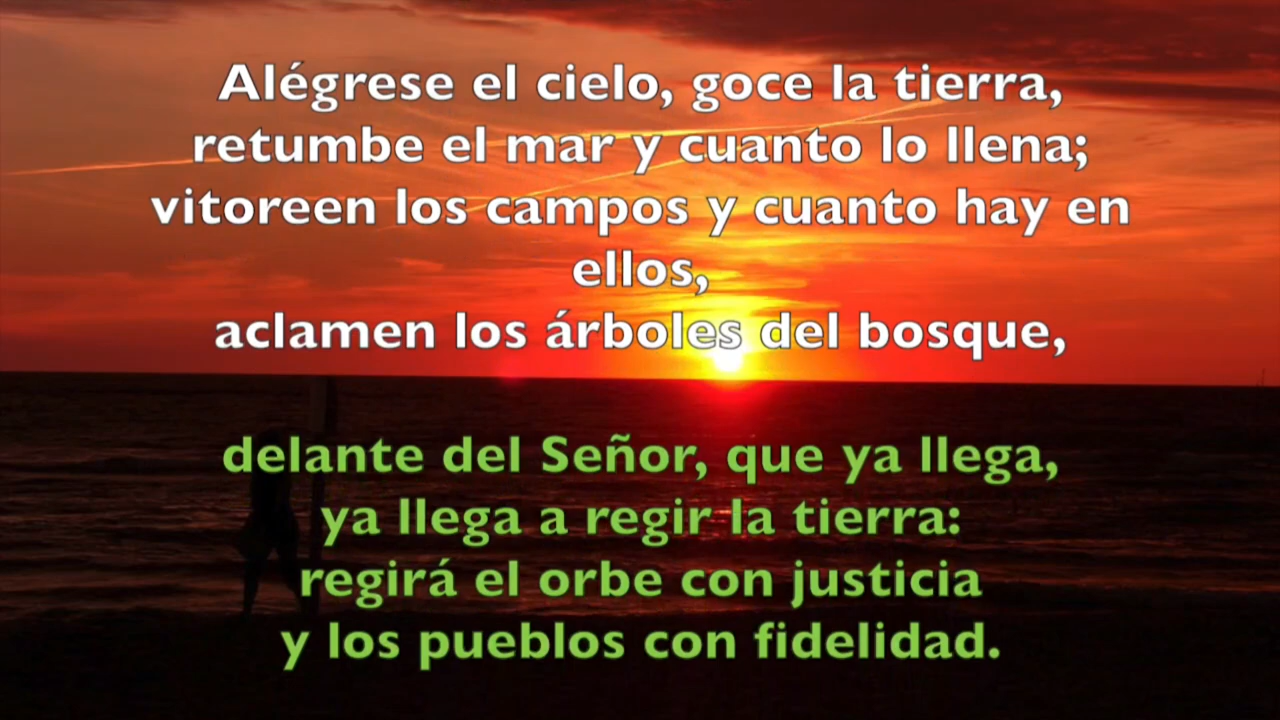 Alégrese el cielo, goce la tierra,
retumbe el mar y cuanto lo llena;
vitoreen los campos y cuanto hay en
ellos,
aclamen los árboles del bosque,
delante del Señor, que ya llega,
ya llega a regir la tierra:
regirá el orbe con justicia
y los pueblos con fidelidad.